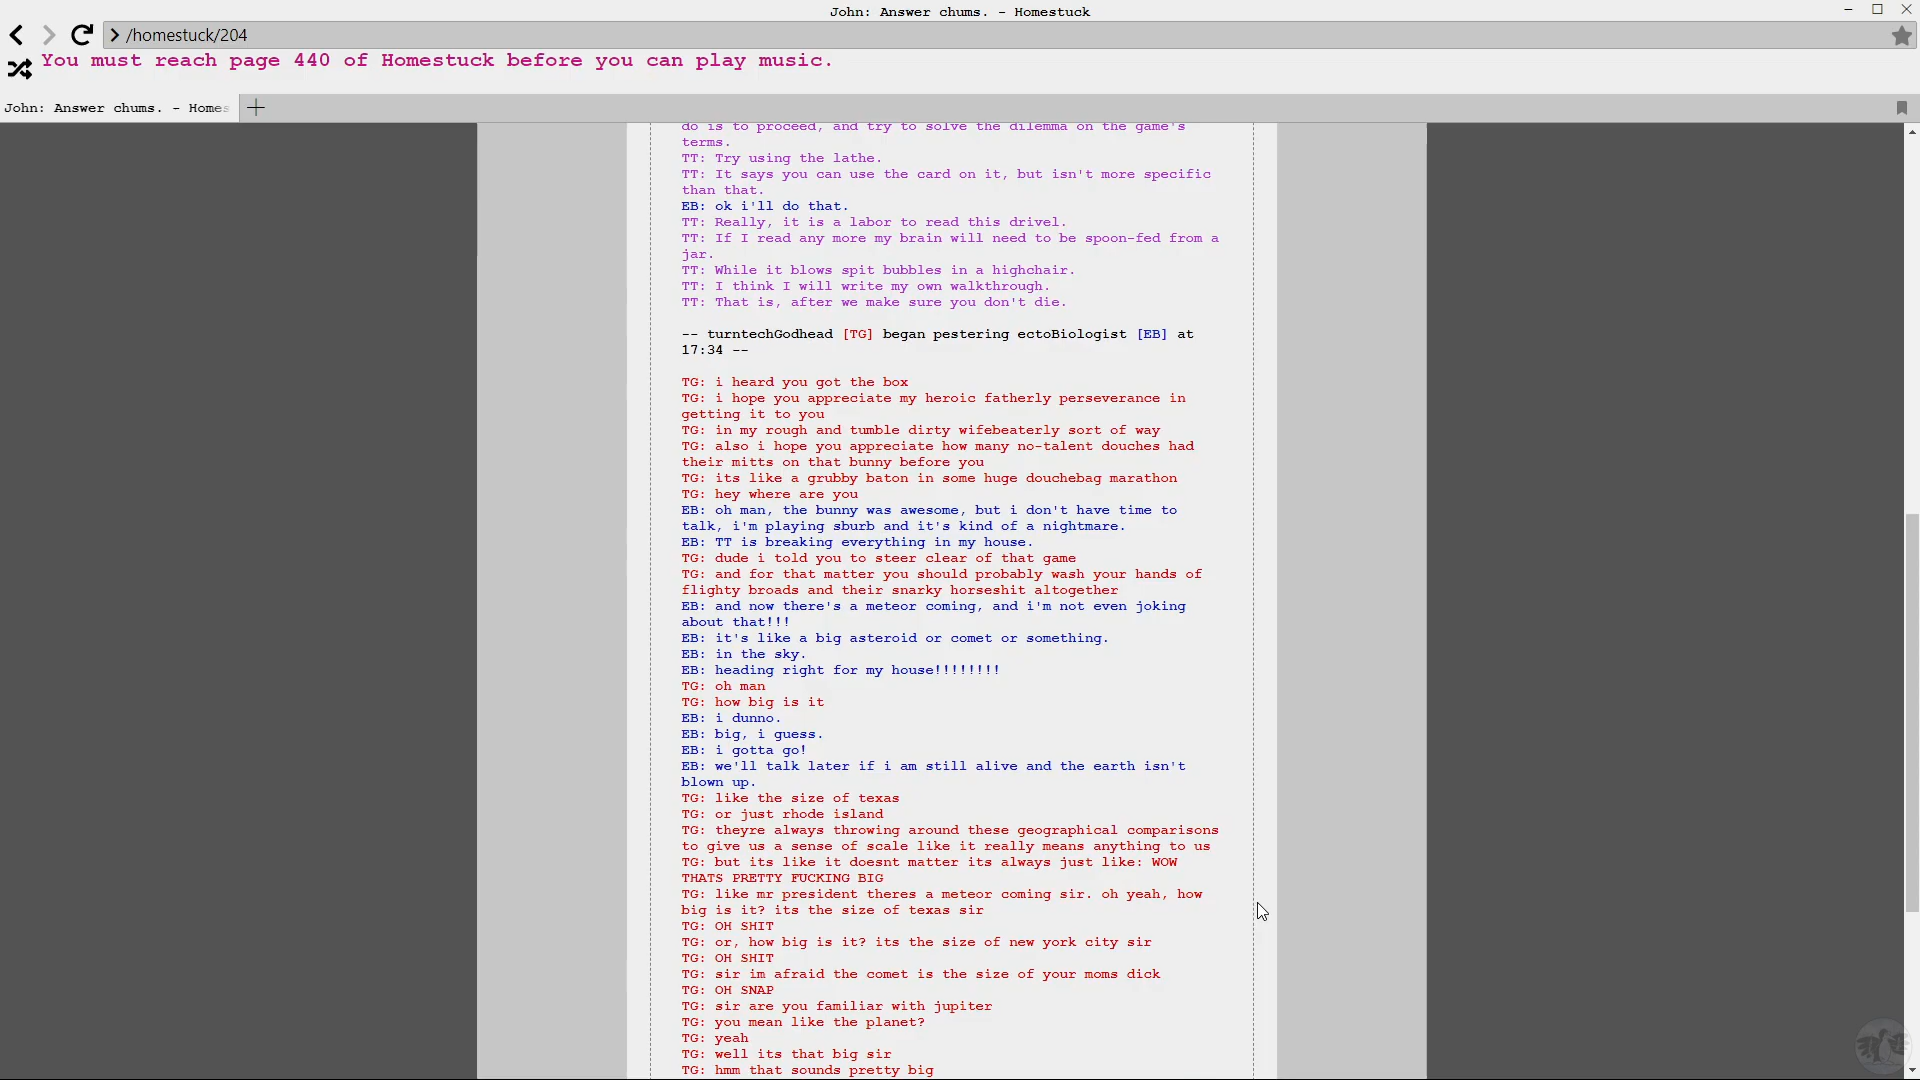 John: Answer chums. - Homestuck
/homestuck/204
You must reach page 440 of Homestuck before you can play music.
John: Answer chums. - Homes
do is to proceed, and try to solve the dilemma on the game's
terms.
TT: Try using the lathe.
TT: It says you can use the card on it, but isn't more specific
than that.
EB: ok i'll do that.
TT: Really, it is a labor to read this drivel.
TT: If I read any more my brain will need to be spoon-fed from a
jar.
TT: While it blows spit bubbles in a highchair.
TT: I think I will write my own walkthrough.
TT: That is, after we make sure you don't die.
-- turntechGodhead [TG] began pestering ectoBiologist [EB] at
17:34 --
TG: i heard you got the box
TG: i hope you appreciate my heroic fatherly perseverance in
getting it to you
TG: in my rough and tumble dirty wifebeaterly sort of way
TG: also i hope you appreciate how many no-talent douches had
their mitts on that bunny before you
TG: its like a grubby baton in some huge douchebag marathon
TG: hey where are you
EB: oh man, the bunny was awesome, but i don't have time to
talk, i'm playing sburb and it's kind of a nightmare.
EB: TT is breaking everything in my house.
TG: dude i told you to steer clear of that game
TG: and for that matter you should probably wash your hands of
flighty broads and their snarky horseshit altogether
EB: and now there's a meteor coming, and i'm not even joking
about that!!!
EB: it's like a big asteroid or comet or something.
EB: in the sky.
EB: heading right for my house!!!!!!!!
TG: oh man
TG: how big is it
EB: i dunno.
EB: big, i guess.
EB: i gotta go!
EB: we'll talk later if i am still alive and the earth isn't
blown up.
TG: like the size of texas
TG: or just rhode island
TG: theyre always throwing around these geographical comparisons
to give us a sense of scale like it really means anything to us
TG: but its like it doesnt matter its always just like: WOW
THATS PRETTY FUCKING BIG
TG: like mr president theres a meteor coming sir. oh yeah, how
big is it? its the size of texas sir
TG: OH SHIT
TG: or, how big is it? its the size of new york city sir
TG: OH SHIT
TG: sir im afraid the comet is the size of your moms dick
TG: OH SNAP
TG: sir are you familiar with jupiter
TG: you mean like the planet?
TG: yeah
TG: well its that big sir
TG: hmm that sounds pretty big